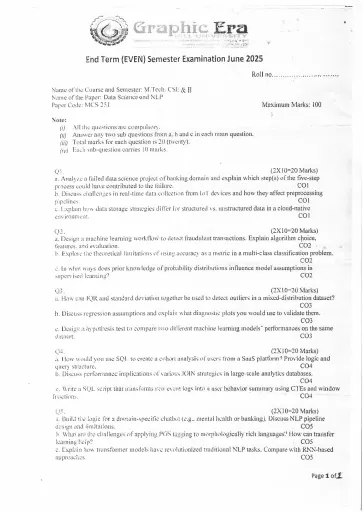 Graphic Era
End Term (EVEN) Semester Examination June 2025
Roll no..............................
Name of the Course and Semester: M.Tech. CSE & II
Name of the Paper: Data Science and NLP
Paper Code: MCS 231
Maximum Marks: 100
Note:
(i) All the questions are compulsory.
(ii) Answer any two sub questions from a, b and c in each main question.
(iii) Total marks for each question is 20 (twenty).
(iv) Each sub-question carries 10 marks.
Q1. (2X10=20 Marks)
a. Analyze a failed data science project of banking domain and explain which step(s) of the five-step
process could have contributed to the failure. CO1
b. Discuss challenges in real-time data collection from IoT devices and how they affect preprocessing
pipelines. CO1
c. Explain how data storage strategies differ for structured vs. unstructured data in a cloud-native
environment. CO1
Q2. (2X10=20 Marks)
a. Design a machine learning workflow to detect fraudulent transactions. Explain algorithm choice,
features, and evaluation. CO2
b. Explore the theoretical limitations of using accuracy as a metric in a multi-class classification problem.
CO2
c. In what ways does prior knowledge of probability distributions influence model assumptions in
supervised learning? CO2
Q3. (2X10=20 Marks)
a. How can IQR and standard deviation together be used to detect outliers in a mixed-distribution dataset?
CO3
b. Discuss regression assumptions and explain what diagnostic plots you would use to validate them.
CO3
c. Design a hypothesis test to compare two different machine learning models' performances on the same
dataset. CO3
Q4. (2X10=20 Marks)
a. How would you use SQL to create a cohort analysis of users from a SaaS platform? Provide logic and
query structure. CO4
b. Discuss performance implications of various JOIN strategies in large-scale analytics databases.
CO4
c. Write a SQL script that transforms raw event logs into a user behavior summary using CTEs and window
functions. CO4
Q5. (2X10=20 Marks)
a. Build the logic for a domain-specific chatbot (e.g., mental health or banking). Discuss NLP pipeline
design and limitations. CO5
b. What are the challenges of applying POS tagging to morphologically rich languages? How can transfer
learning help? CO5
c. Explain how transformer models have revolutionized traditional NLP tasks. Compare with RNN-based
approaches. CO5
Page 1 of